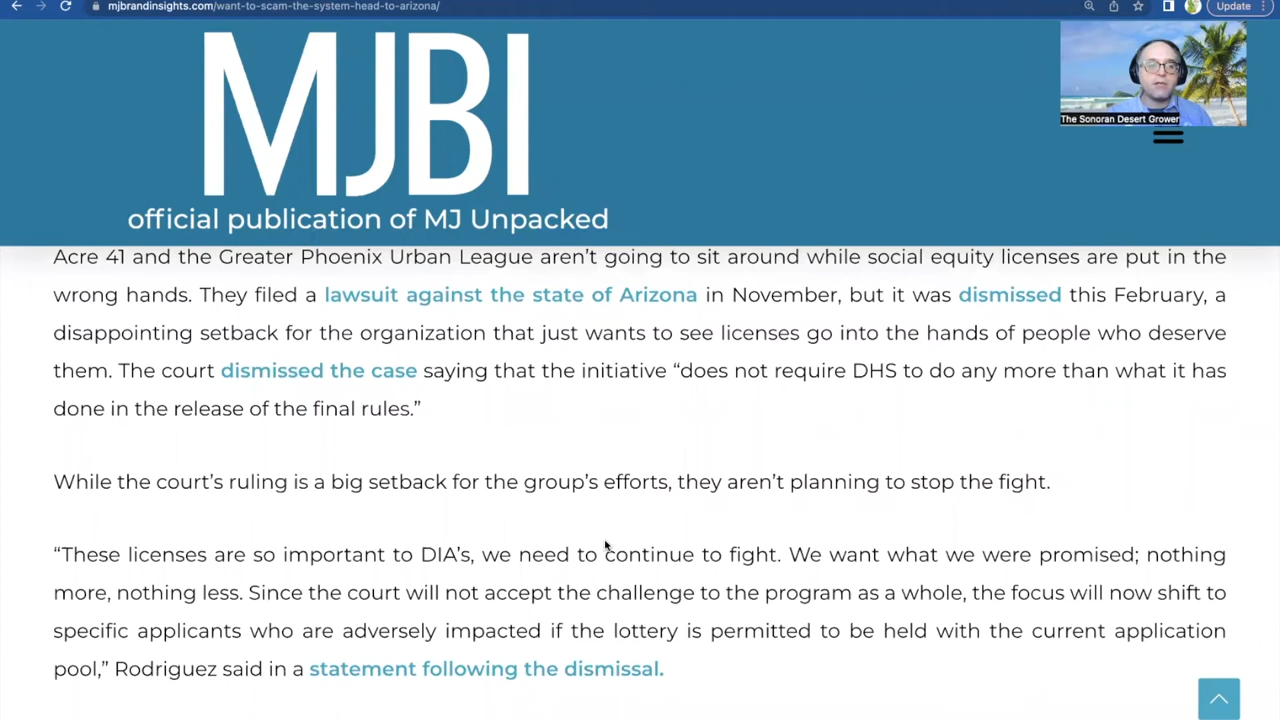 mjbrandinsights.com/want-to-scam-the-system-head-to-arizona/
Update
MJBI
official publication of MJ Unpacked
The Sonoran Desert Grower
Acre 41 and the Greater Phoenix Urban League aren’t going to sit around while social equity licenses are put in the
wrong hands. They filed a lawsuit against the state of Arizona in November, but it was dismissed this February, a
disappointing setback for the organization that just wants to see licenses go into the hands of people who deserve
them. The court dismissed the case saying that the initiative “does not require DHS to do any more than what it has
done in the release of the final rules.”
While the court’s ruling is a big setback for the group’s efforts, they aren’t planning to stop the fight.
“These licenses are so important to DIA’s, we need to continue to fight. We want what we were promised; nothing
more, nothing less. Since the court will not accept the challenge to the program as a whole, the focus will now shift to
specific applicants who are adversely impacted if the lottery is permitted to be held with the current application
pool,” Rodriguez said in a statement following the dismissal.